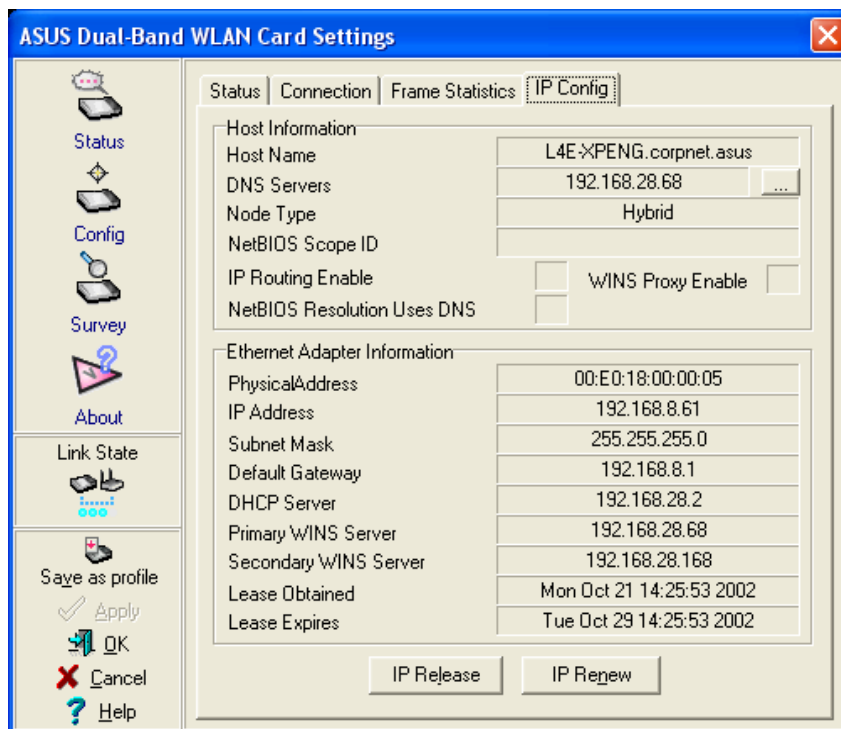 ASUS Dual-Band WLAN Card Settings
Status
Config
Survey
About
Link State
Save as profile
Apply
OK
Cancel
Help
Status Connection Frame Statistics IP Config
Host Information
Host Name L4E-XPENG.corpnet.asus
DNS Servers 192.168.28.68 ...
Node Type Hybrid
NetBIOS Scope ID
IP Routing Enable WINS Proxy Enable
NetBIOS Resolution Uses DNS
Ethernet Adapter Information
PhysicalAddress 00:E0:18:00:00:05
IP Address 192.168.8.61
Subnet Mask 255.255.255.0
Default Gateway 192.168.8.1
DHCP Server 192.168.28.2
Primary WINS Server 192.168.28.68
Secondary WINS Server 192.168.28.168
Lease Obtained Mon Oct 21 14:25:53 2002
Lease Expires Tue Oct 29 14:25:53 2002
IP Release IP Renew